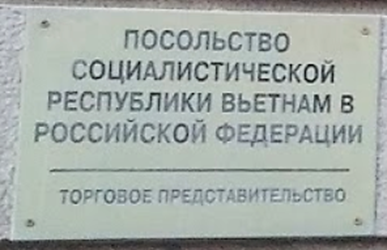 ПОСОЛЬСТВО
СОЦИАЛИСТИЧЕСКОЙ
РЕСПУБЛИКИ ВЬЕТНАМ В
РОССИЙСКОЙ ФЕДЕРАЦИИ
ТОРГОВОЕ ПРЕДСТАВИТЕЛЬСТВО